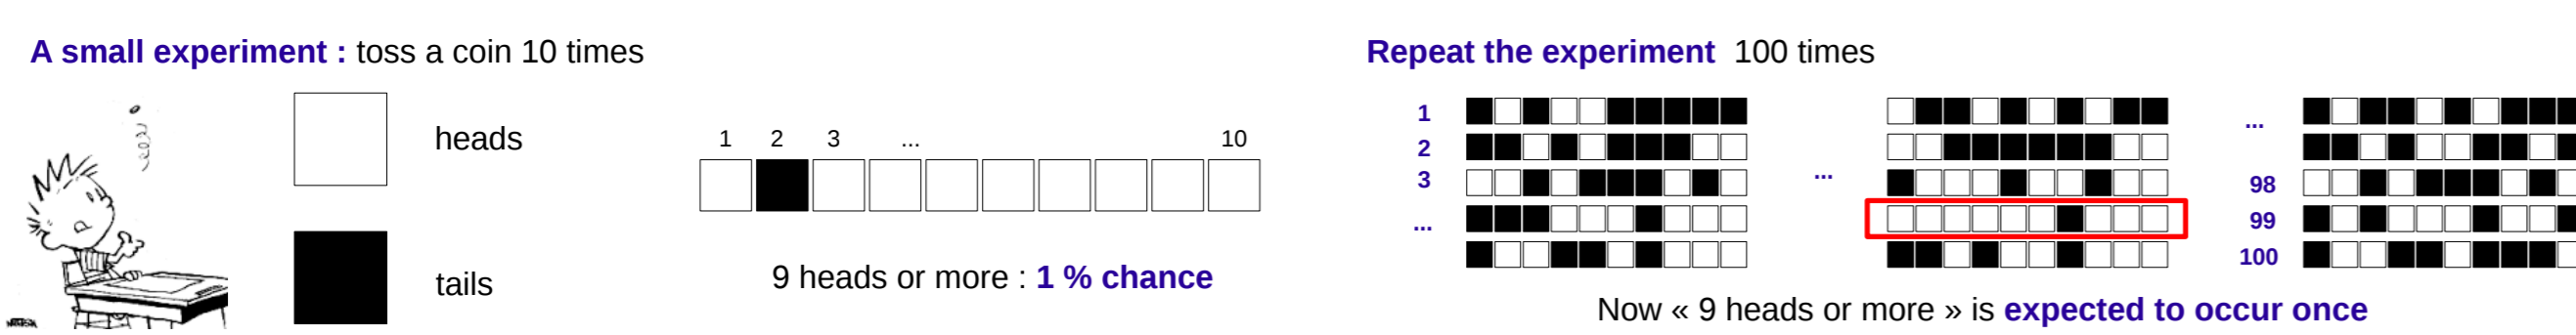 A small experiment : toss a coin 10 times
heads
tails
1 2 3 ... 10
9 heads or more : 1 % chance
Repeat the experiment 100 times
1
2
3
...
...
...
98
99
100
Now « 9 heads or more » is expected to occur once